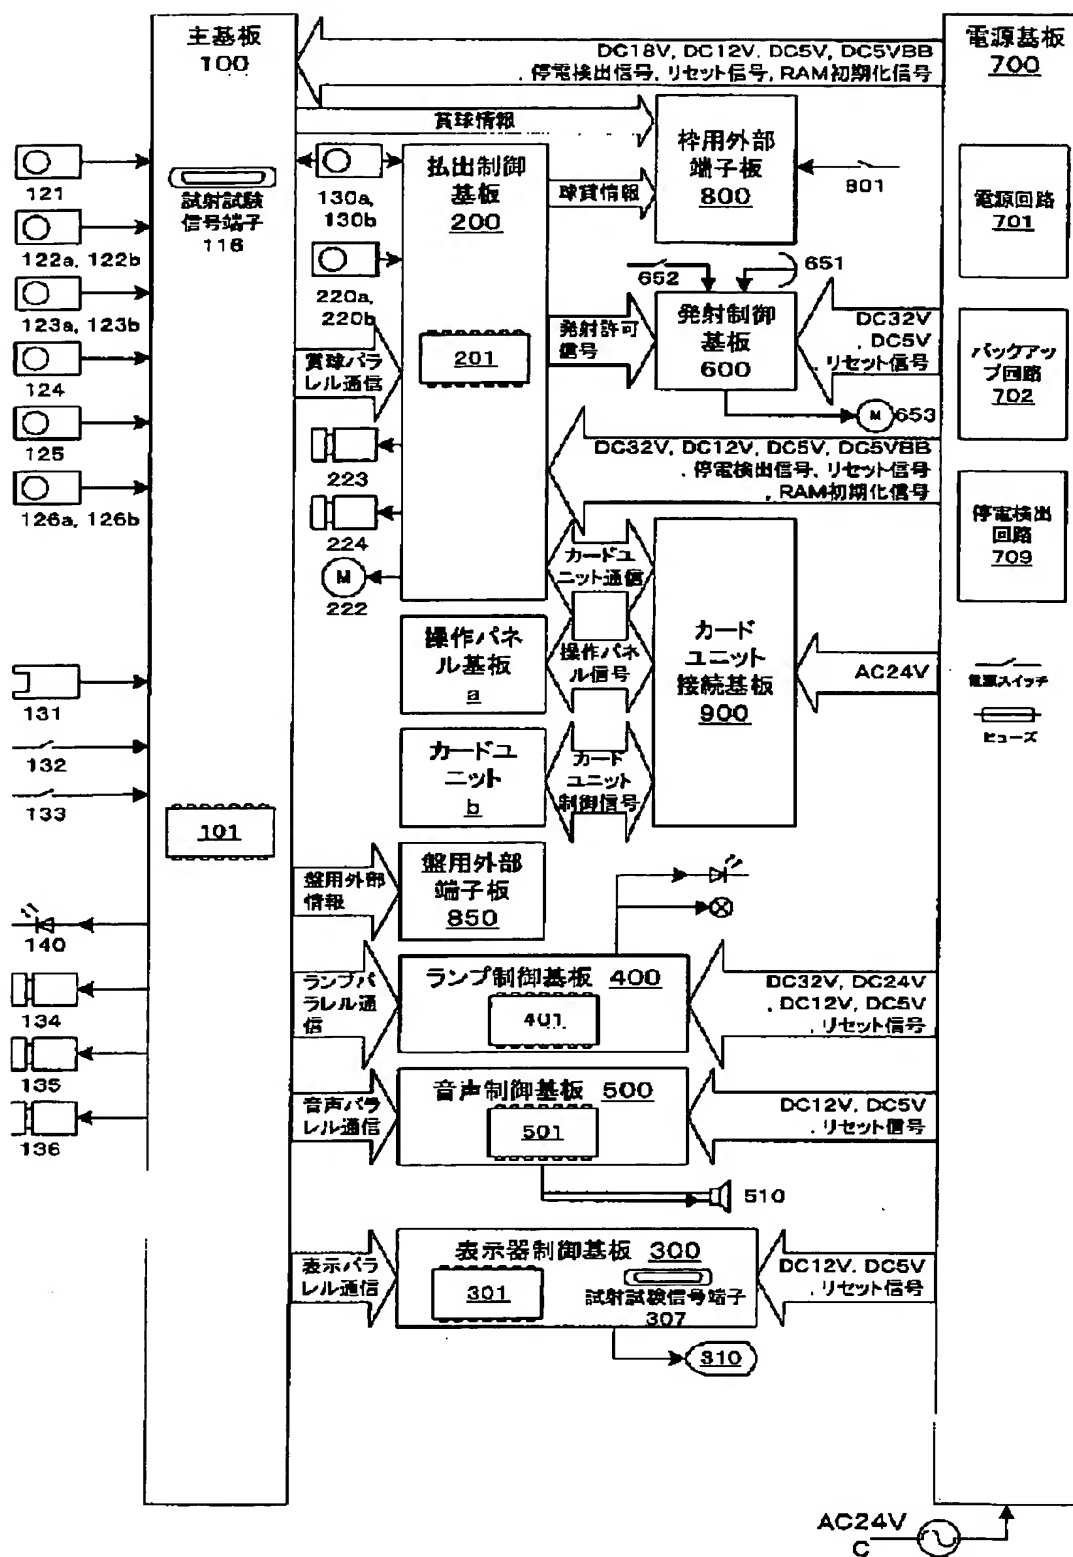 主基板
100
電源基板
700
DC18V, DC12V, DC5V, DC5VBB
, 停電検出信号, リセット信号, RAM初期化信号
賞球情報
枠用外部
端子板
800
801
121
試射試験
信号端子
116
130a,
130b
払出制御
基板
200
球貸情報
電源回路
701
122a, 122b
220a,
220b
652
651
123a, 123b
201
発射許可
信号
発射制御
基板
600
DC32V
, DC5V
, リセット信号
バックアッ
プ回路
702
賞球パラ
レル通信
124
653
M
125
223
DC32V, DC12V, DC5V, DC5VBB
, 停電検出信号, リセット信号
, RAM初期化信号
126a, 126b
224
停電検出
回路
709
カードユ
ニット通信
M
222
操作パネ
ル基板
a
操作パネ
ル信号
カード
ユニット
接続基板
900
AC24V
電源スイッチ
131
ヒューズ
132
カードユ
ニット
b
カード
ユニット
制御信号
133
101
盤用外部
情報
盤用外部
端子板
850
140
ランプパ
ラレル通
信
ランプ制御基板 400
401
DC32V, DC24V
, DC12V, DC5V
, リセット信号
134
135
音声パラ
レル通信
音声制御基板 500
501
DC12V, DC5V
, リセット信号
136
510
表示パラ
レル通信
表示器制御基板 300
301
試射試験信号端子
307
DC12V, DC5V
, リセット信号
310
AC24V
C